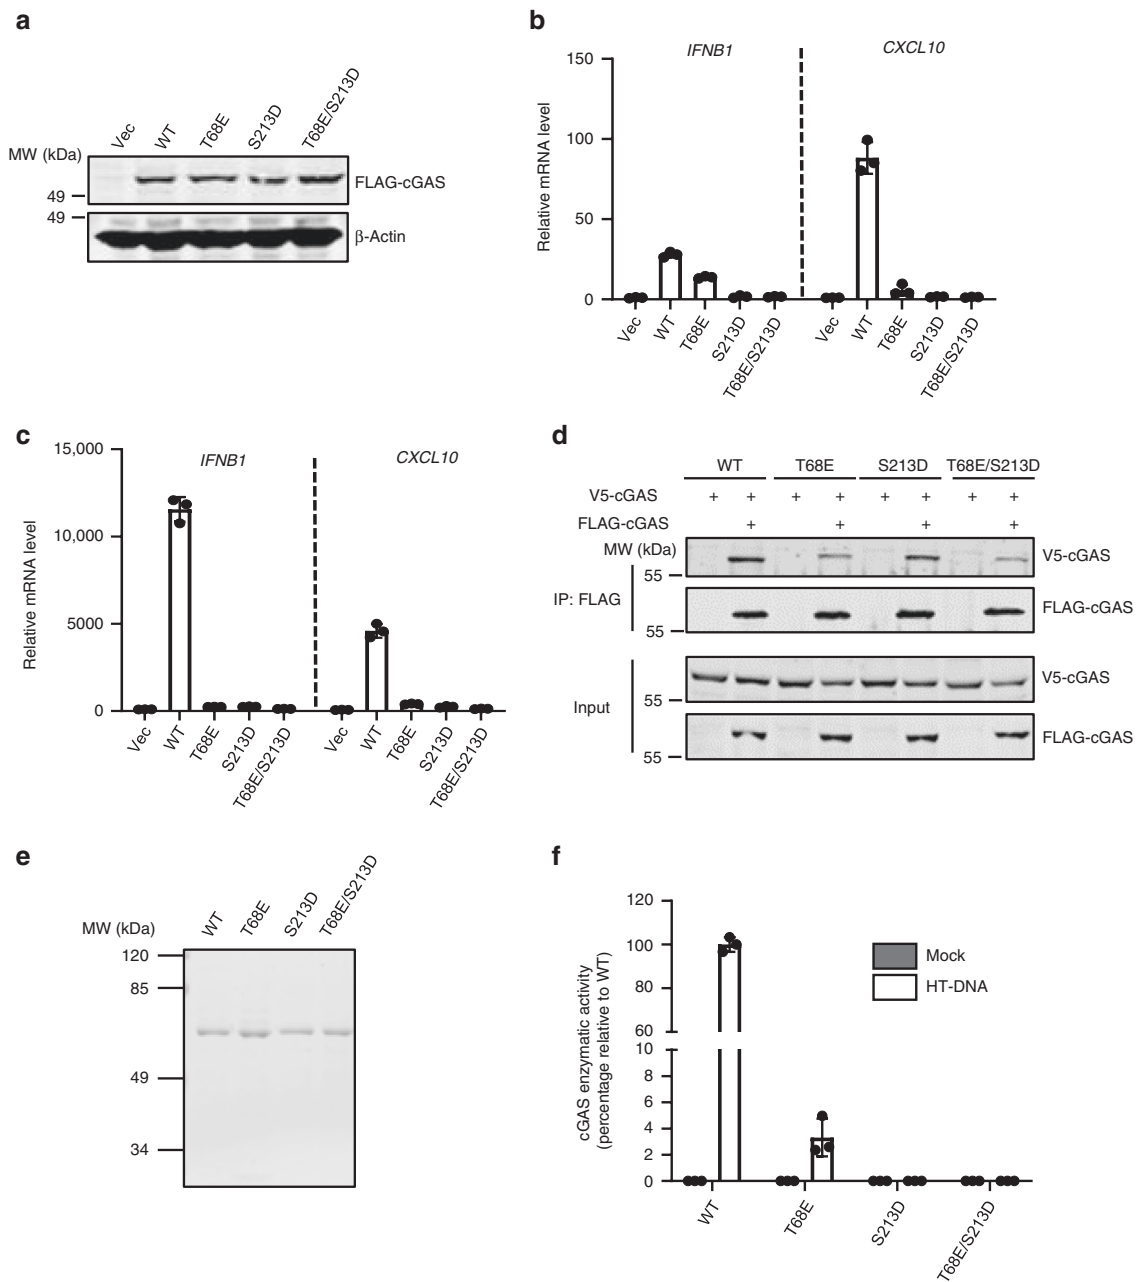 a
Vec
WT
T68E
S213D
T68E/S213D
MW (kDa)
49
FLAG-cGAS
49
β-Actin
b
IFNB1
CXCL10
Relative mRNA level
150
100
50
0
Vec
WT
T68E
S213D
T68E/S213D
Vec
WT
T68E
S213D
T68E/S213D
c
IFNB1
CXCL10
Relative mRNA level
15,000
10,000
5000
0
Vec
WT
T68E
S213D
T68E/S213D
Vec
WT
T68E
S213D
T68E/S213D
d
WT T68E S213D T68E/S213D
V5-cGAS + + + + + + + +
FLAG-cGAS + + + +
MW (kDa)
55
V5-cGAS
IP: FLAG
55
FLAG-cGAS
Input
55
V5-cGAS
55
FLAG-cGAS
e
WT
T68E
S213D
T68E/S213D
MW (kDa)
120
85
49
34
f
cGAS enzymatic activity
(percentage relative to WT)
120
100
80
60
10
8
6
4
2
0
Mock
HT-DNA
WT
T68E
S213D
T68E/S213D